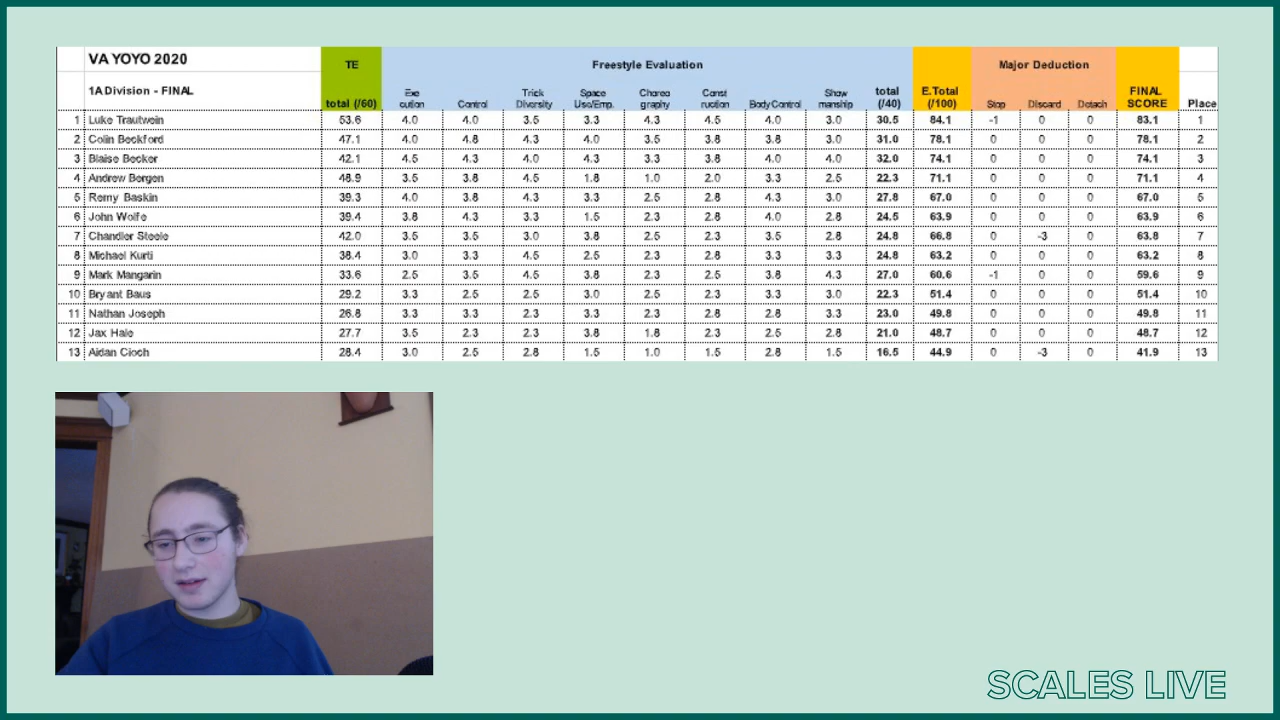 VA YOYO 2020 TE Freestyle Evaluation Major Deduction
1A Division - FINAL total (/60) Exe cution Control Trick Diversity Space Use/Emp. Chореo graphy Const ruction Body Control Show manship total (/40) E.Total (/100) Stop Discard Detach FINAL SCORE Place
1 Luke Trautwein 53.6 4.0 4.0 3.5 3.3 4.3 4.5 4.0 3.0 30.5 84.1 -1 0 0 83.1 1
2 Colin Beckford 47.1 4.0 4.8 4.3 4.0 3.5 3.8 3.8 3.0 31.0 78.1 0 0 0 78.1 2
3 Blaise Becker 42.1 4.5 4.3 4.0 4.3 3.3 3.8 4.0 4.0 32.0 74.1 0 0 0 74.1 3
4 Andrew Bergen 48.9 3.5 3.8 4.5 1.8 1.0 2.0 3.3 2.5 22.3 71.1 0 0 0 71.1 4
5 Remy Baskin 39.3 4.0 3.8 4.3 3.3 2.5 2.8 4.3 3.0 27.8 67.0 0 0 0 67.0 5
6 John Wolfe 39.4 3.8 4.3 3.3 1.5 2.3 2.8 4.0 2.8 24.5 63.9 0 0 0 63.9 6
7 Chandler Steele 42.0 3.5 3.5 3.0 3.8 2.5 2.3 3.5 2.8 24.8 66.8 0 -3 0 63.8 7
8 Michael Kurti 38.4 3.0 3.3 4.5 2.5 2.3 2.8 3.3 3.3 24.8 63.2 0 0 0 63.2 8
9 Mark Mangarin 33.6 2.5 3.5 4.5 3.8 2.3 2.5 3.8 4.3 27.0 60.6 -1 0 0 59.6 9
10 Bryant Baus 29.2 3.3 2.5 2.5 3.0 2.5 2.3 3.3 3.0 22.3 51.4 0 0 0 51.4 10
11 Nathan Joseph 26.8 3.3 3.3 2.3 3.3 2.3 2.8 2.8 3.3 23.0 49.8 0 0 0 49.8 11
12 Jax Hale 27.7 3.5 2.3 2.3 3.8 1.8 2.3 2.5 2.8 21.0 48.7 0 0 0 48.7 12
13 Aidan Cioch 28.4 3.0 2.5 2.8 1.5 1.0 1.5 2.8 1.5 16.5 44.9 0 -3 0 41.9 13
SCALES LIVE